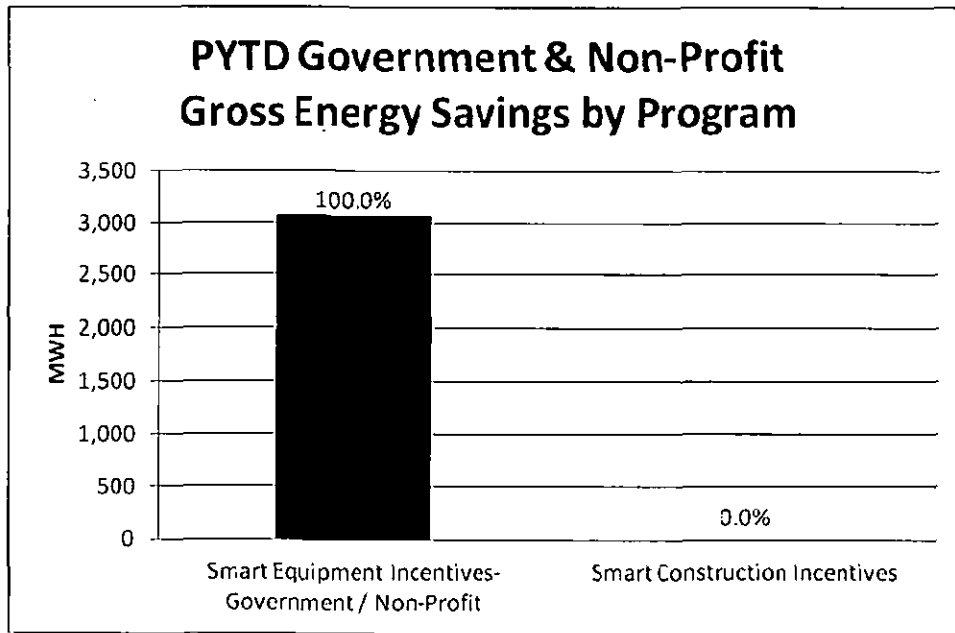 PYTD Government & Non-Profit
Gross Energy Savings by Program
3,500
3,000
2,500
2,000
1,500
1,000
500
0
MWH
100.0%
0.0%
Smart Equipment Incentives-
Government / Non-Profit
Smart Construction Incentives